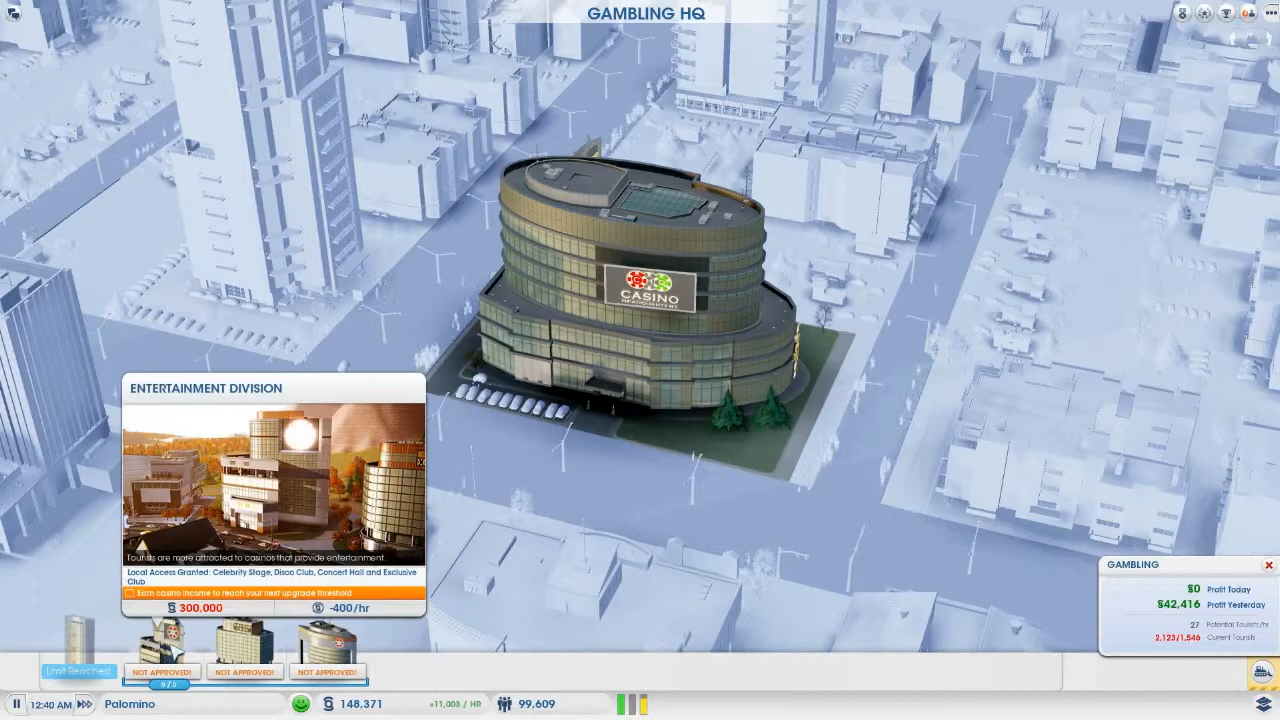 GAMBLING HQ
CASINO
HEADQUARTERS
ENTERTAINMENT DIVISION
Tourists are more attracted to casinos that provide entertainment.
Local Access Granted: Celebrity Stage, Disco Club, Concert Hall and Exclusive
Club
Earn casino income to reach your next upgrade threshold
300,000
-400/hr
GAMBLING
§0 Profit Today
§42,416 Profit Yesterday
27 Potential Tourists/hr
2,123/1,546 Current Tourists
Limit Reached
NOT APPROVED!
NOT APPROVED!
NOT APPROVED!
0 / 5
12:40 AM
Palomino
148,371
+11,003 / HR
99,609